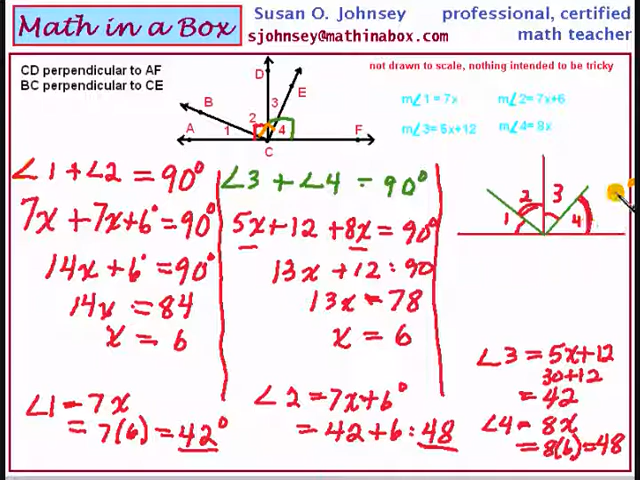 Math in a Box
Susan O. Johnsey
professional, certified
sjohnsey@mathinabox.com
math teacher
CD perpendicular to AF
BC perpendicular to CE
not drawn to scale, nothing intended to be tricky
m∠1 = 7x
m∠2 = 7x+6
m∠3 = 5x+12
m∠4 = 8x
D
E
B
3
2
A
1
4
F
C
∠1 + ∠2 = 90°
7x + 7x + 6° = 90°
14x + 6° = 90°
14x = 84
x = 6
∠1 = 7x
= 7(6) = 42°
∠3 + ∠4 = 90°
5x + 12 + 8x = 90°
13x + 12 = 90
13x = 78
x = 6
∠2 = 7x + 6°
= 42 + 6 = 48
2
3
1
4
∠3 = 5x + 12
30 + 12
= 42
∠4 = 8x
= 8(6) = 48